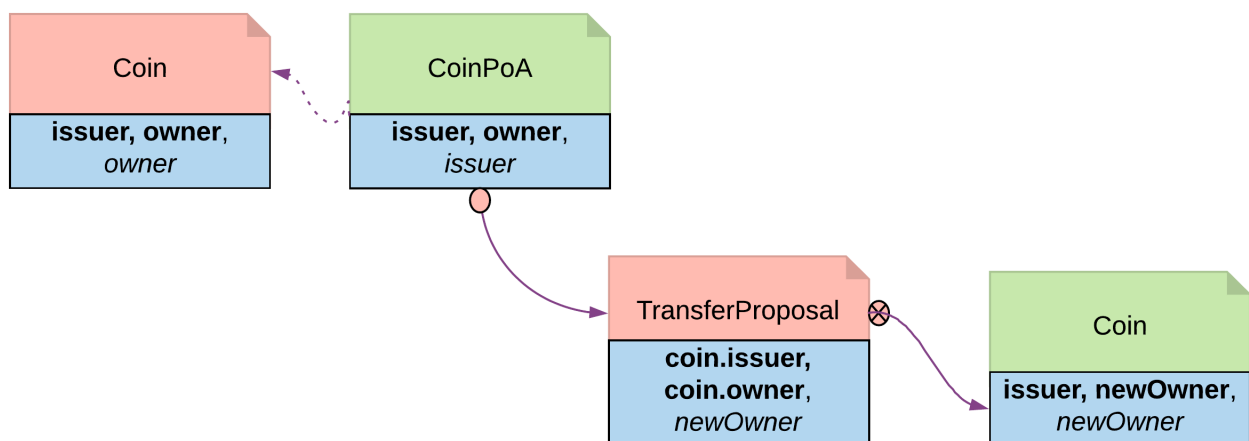 Coin
issuer, owner,
owner
CoinPoA
issuer, owner,
issuer
TransferProposal
coin.issuer,
coin.owner,
newOwner
Coin
issuer, newOwner,
newOwner